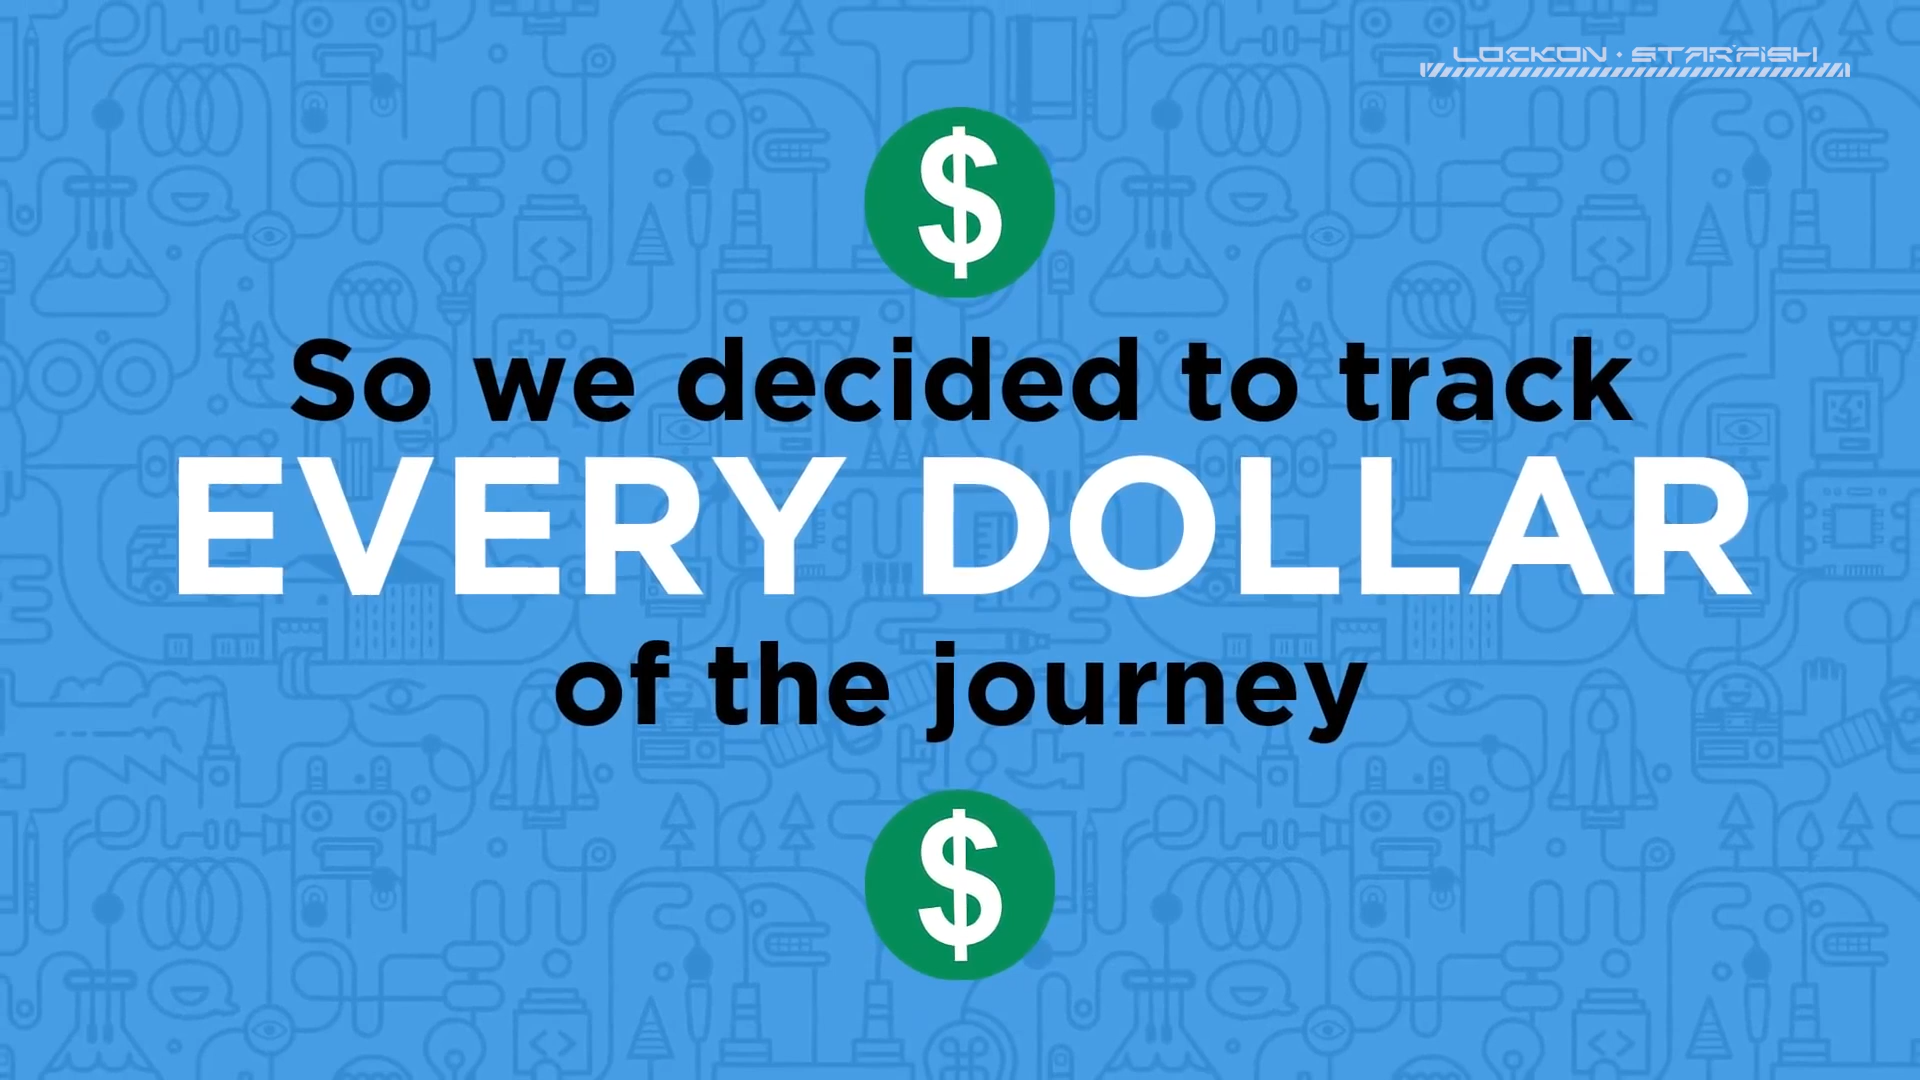 LOCKON · STARFISH
$
So we decided to track
EVERY DOLLAR
of the journey
$